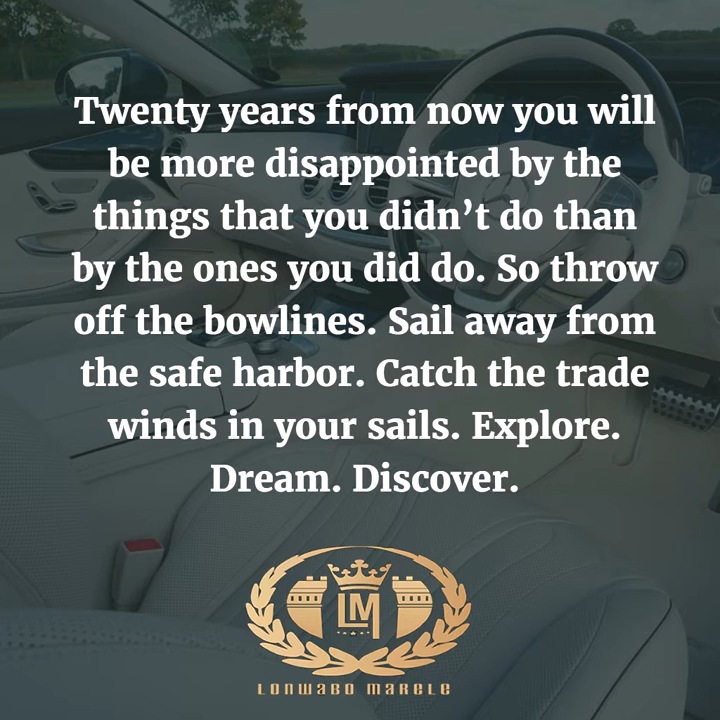 Twenty years from now you will
be more disappointed by the
things that you didn’t do than
by the ones you did do. So throw
off the bowlines. Sail away from
the safe harbor. Catch the trade
winds in your sails. Explore.
Dream. Discover.
LM
LONWABO MARELE